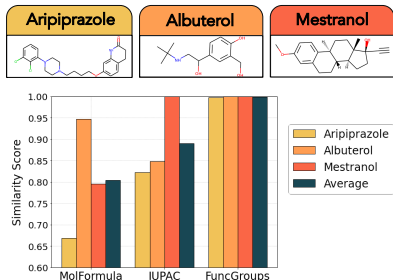 Aripiprazole Albuterol Mestranol
1.00
0.95
0.90
0.85
0.80
0.75
0.70
0.65
0.60
Similarity Score
MolFormula IUPAC FuncGroups
Aripiprazole
Albuterol
Mestranol
Average